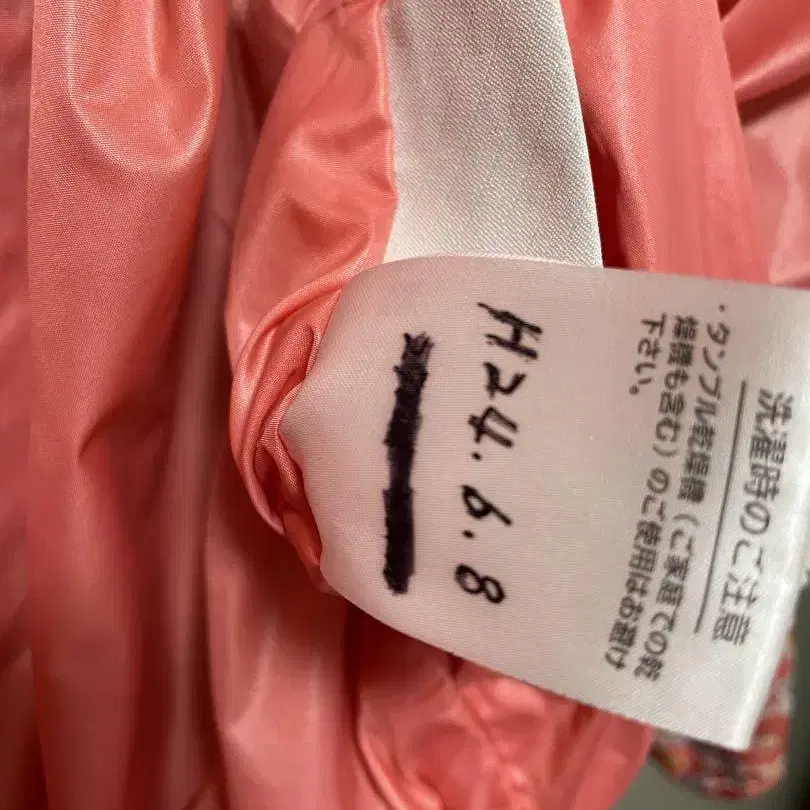 洗濯時のご注意
・タンブル乾燥機（ご家庭での乾
燥機も含む）のご使用はお避け
下さい。
H24.6.8